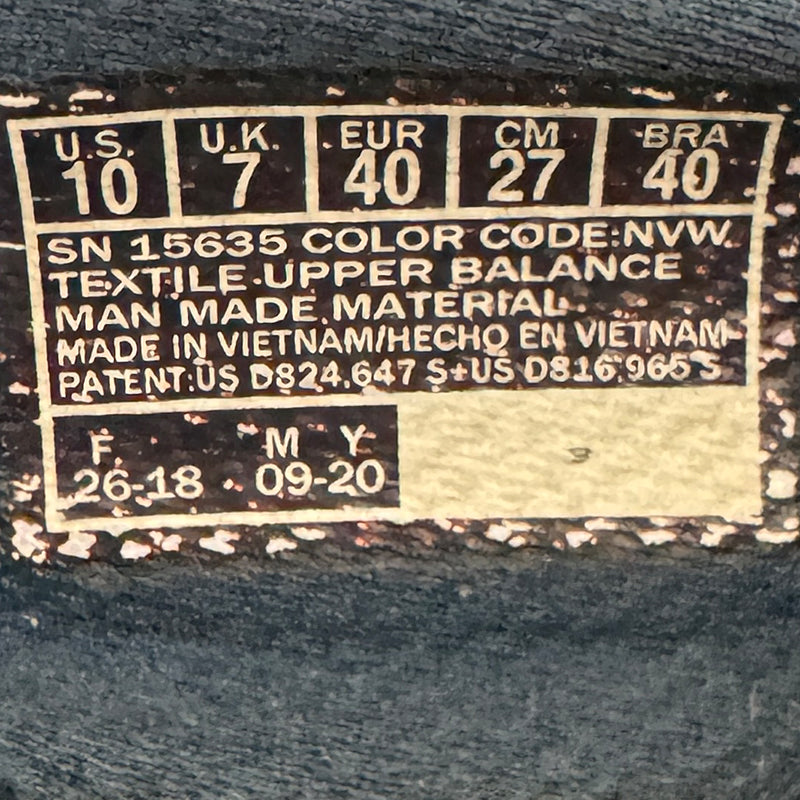 U.S. U.K. EUR CM BRA
10 7 40 27 40
SN 15635 COLOR CODE:NVW
TEXTILE UPPER BALANCE
MAN MADE MATERIAL
MADE IN VIETNAM/HECHO EN VIETNAM
PATENT:US D824,647 S+US D816,965 S
F. M Y
26-18 09-20